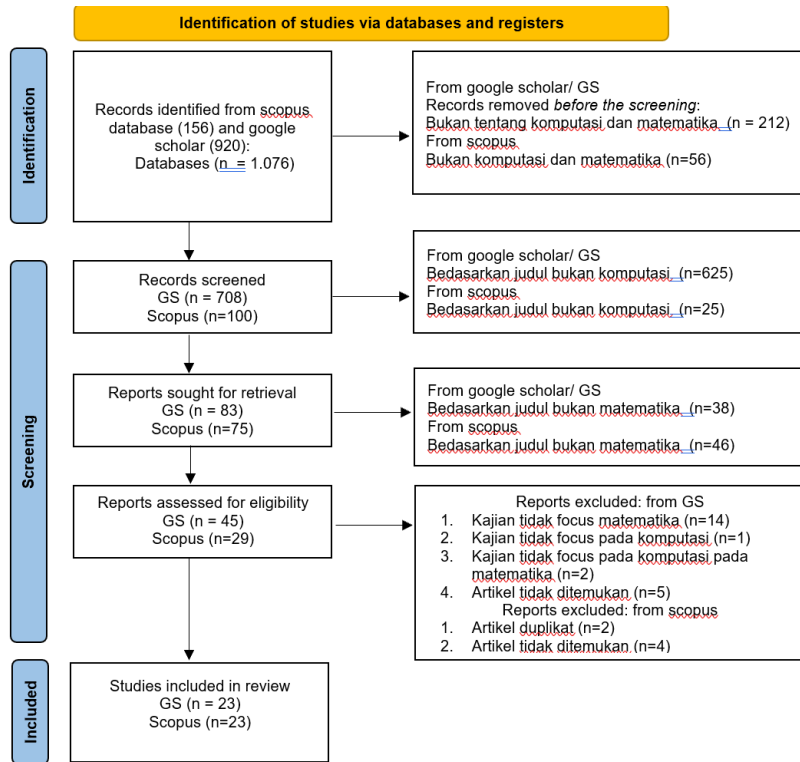 Identification of studies via databases and registers
Identification
Records identified from scopus
database (156) and google
scholar (920):
Databases (n = 1.076)
From google scholar/ GS
Records removed before the screening:
Bukan tentang komputasi dan matematika (n = 212)
From scopus
Bukan komputasi dan matematika (n=56)
Screening
Records screened
GS (n = 708)
Scopus (n=100)
From google scholar/ GS
Bedasarkan judul bukan komputasi (n=625)
From scopus
Bedasarkan judul bukan komputasi (n=25)
Reports sought for retrieval
GS (n = 83)
Scopus (n=75)
From google scholar/ GS
Bedasarkan judul bukan matematika (n=38)
From scopus
Bedasarkan judul bukan matematika (n=46)
Reports assessed for eligibility
GS (n = 45)
Scopus (n=29)
Reports excluded: from GS
1. Kajian tidak focus matematika (n=14)
2. Kajian tidak focus pada komputasi (n=1)
3. Kajian tidak focus pada komputasi pada
matematika (n=2)
4. Artikel tidak ditemukan (n=5)
Reports excluded: from scopus
1. Artikel duplikat (n=2)
2. Artikel tidak ditemukan (n=4)
Included
Studies included in review
GS (n = 23)
Scopus (n=23)